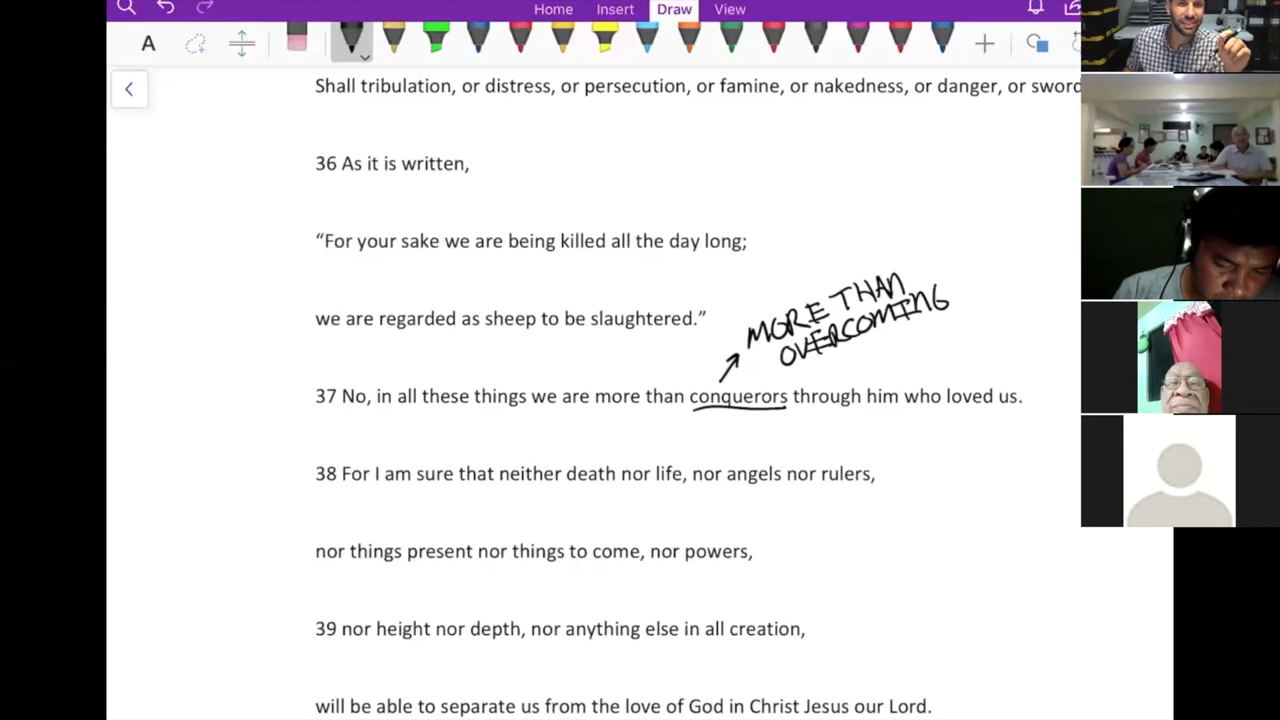 Home Insert Draw View
A
Shall tribulation, or distress, or persecution, or famine, or nakedness, or danger, or sword
36 As it is written,
“For your sake we are being killed all the day long;
we are regarded as sheep to be slaughtered.”
MORE THAN
OVERCOMING
37 No, in all these things we are more than conquerors through him who loved us.
38 For I am sure that neither death nor life, nor angels nor rulers,
nor things present nor things to come, nor powers,
39 nor height nor depth, nor anything else in all creation,
will be able to separate us from the love of God in Christ Jesus our Lord.